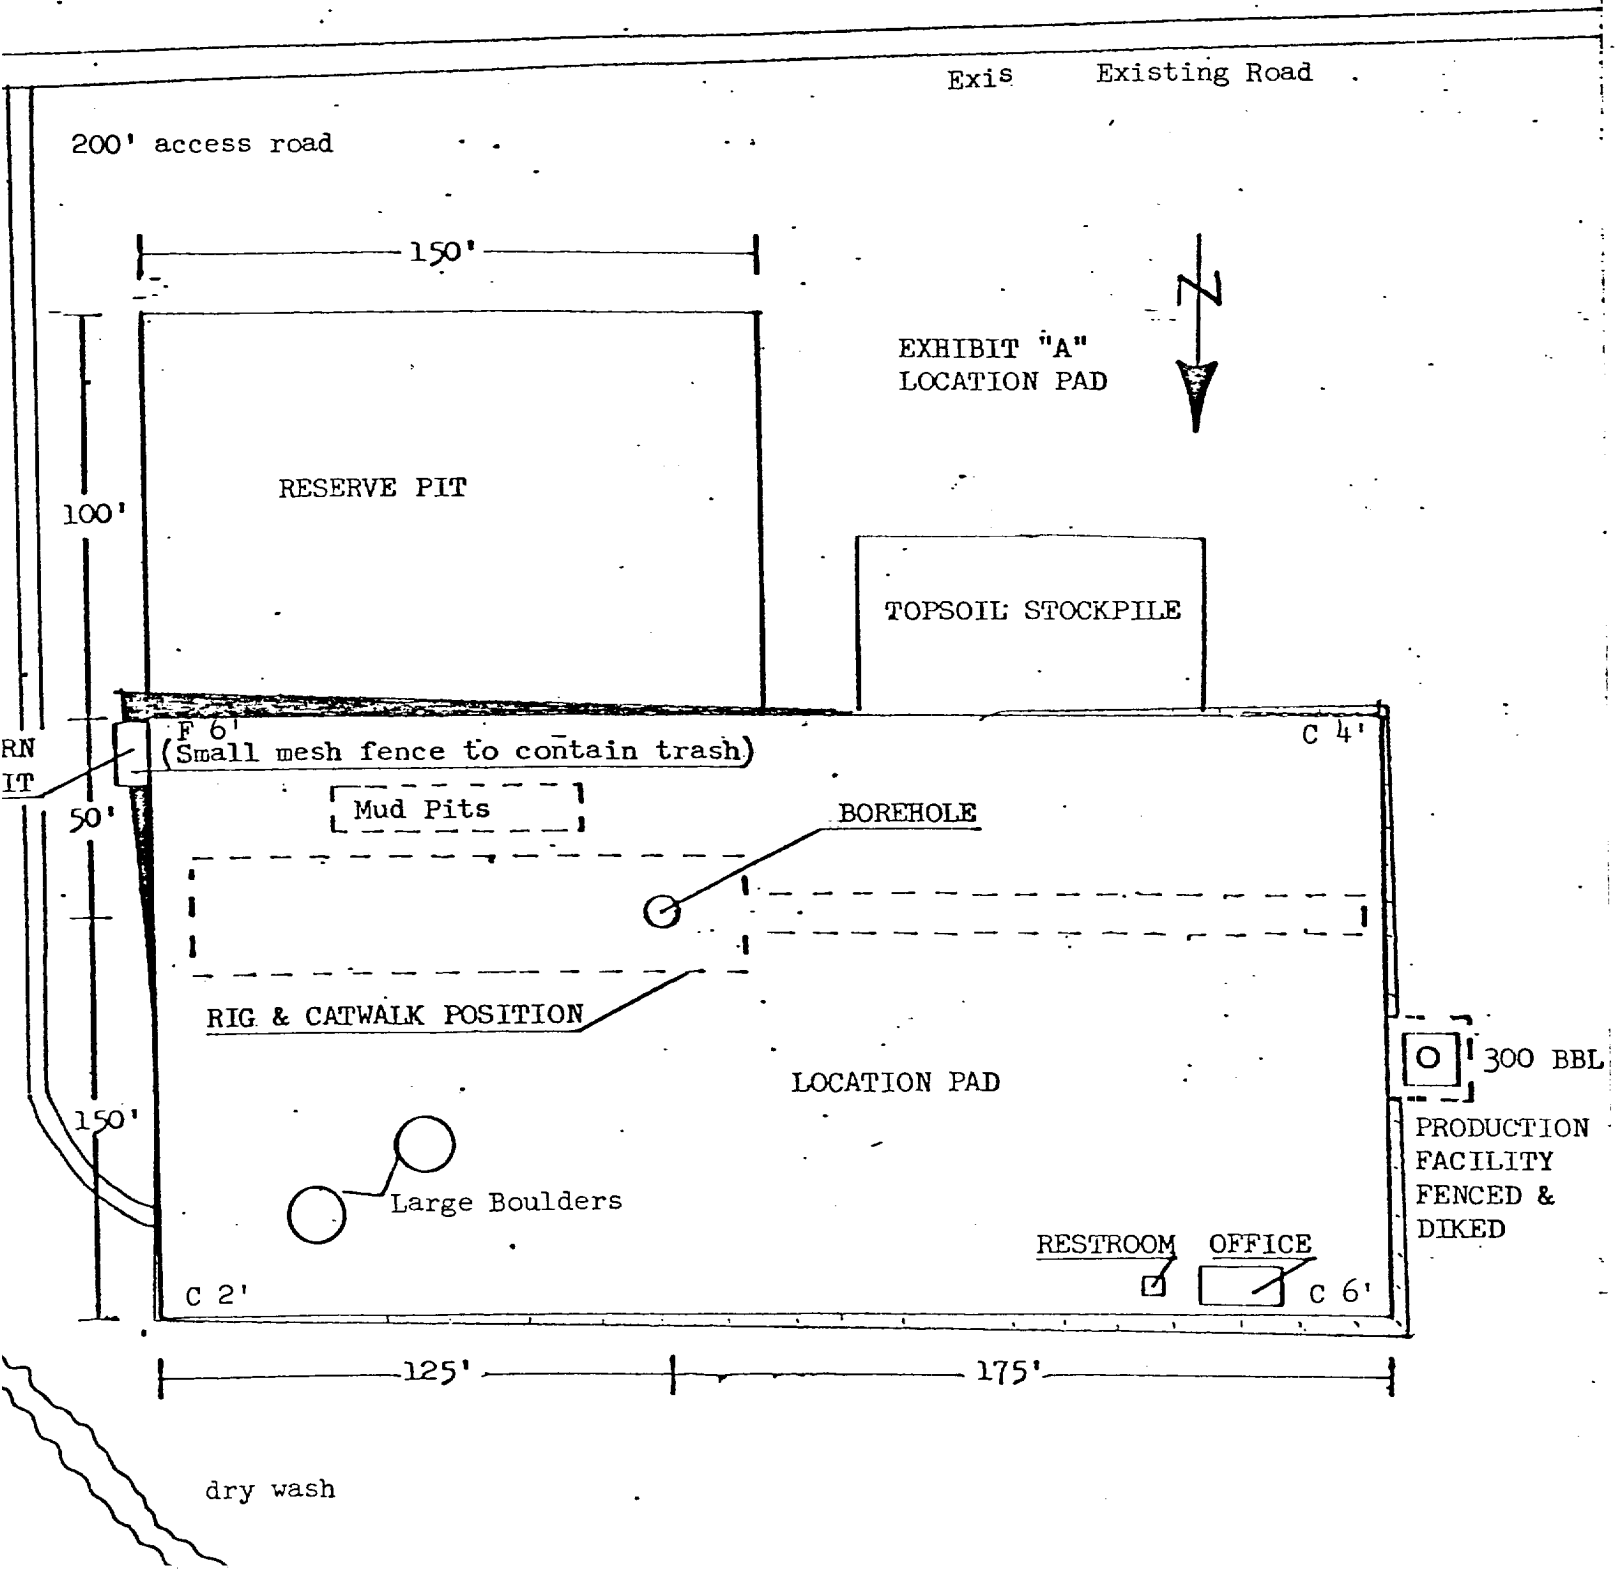 Exis Existing Road
200' access road
150'
N
EXHIBIT "A"
LOCATION PAD
RESERVE PIT
100'
TOPSOIL STOCKPILE
F 6'
C 4'
RN
IT
(Small mesh fence to contain trash)
Mud Pits
50'
BOREHOLE
RIG & CATWALK POSITION
300 BBL
LOCATION PAD
150'
PRODUCTION
FACILITY
FENCED &
DIKED
Large Boulders
RESTROOM OFFICE
C 2'
C 6'
125'
175'
dry wash